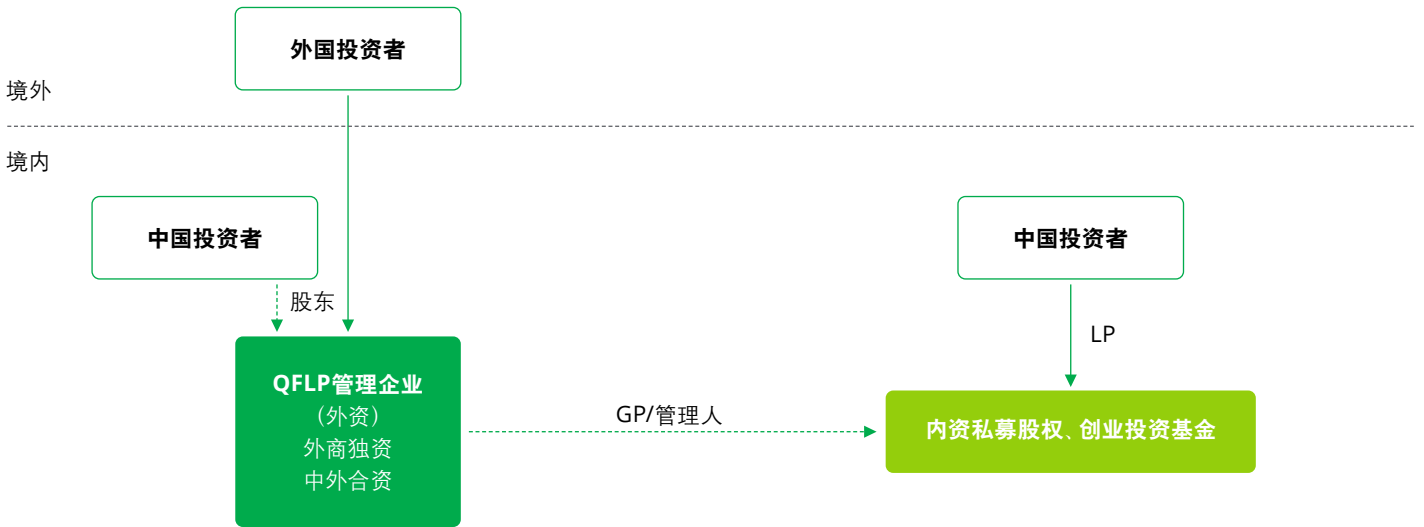 外国投资者
境外
境内
中国投资者
中国投资者
股东
LP
QFLP管理企业
（外资）
外商独资
中外合资
GP/管理人
内资私募股权、创业投资基金